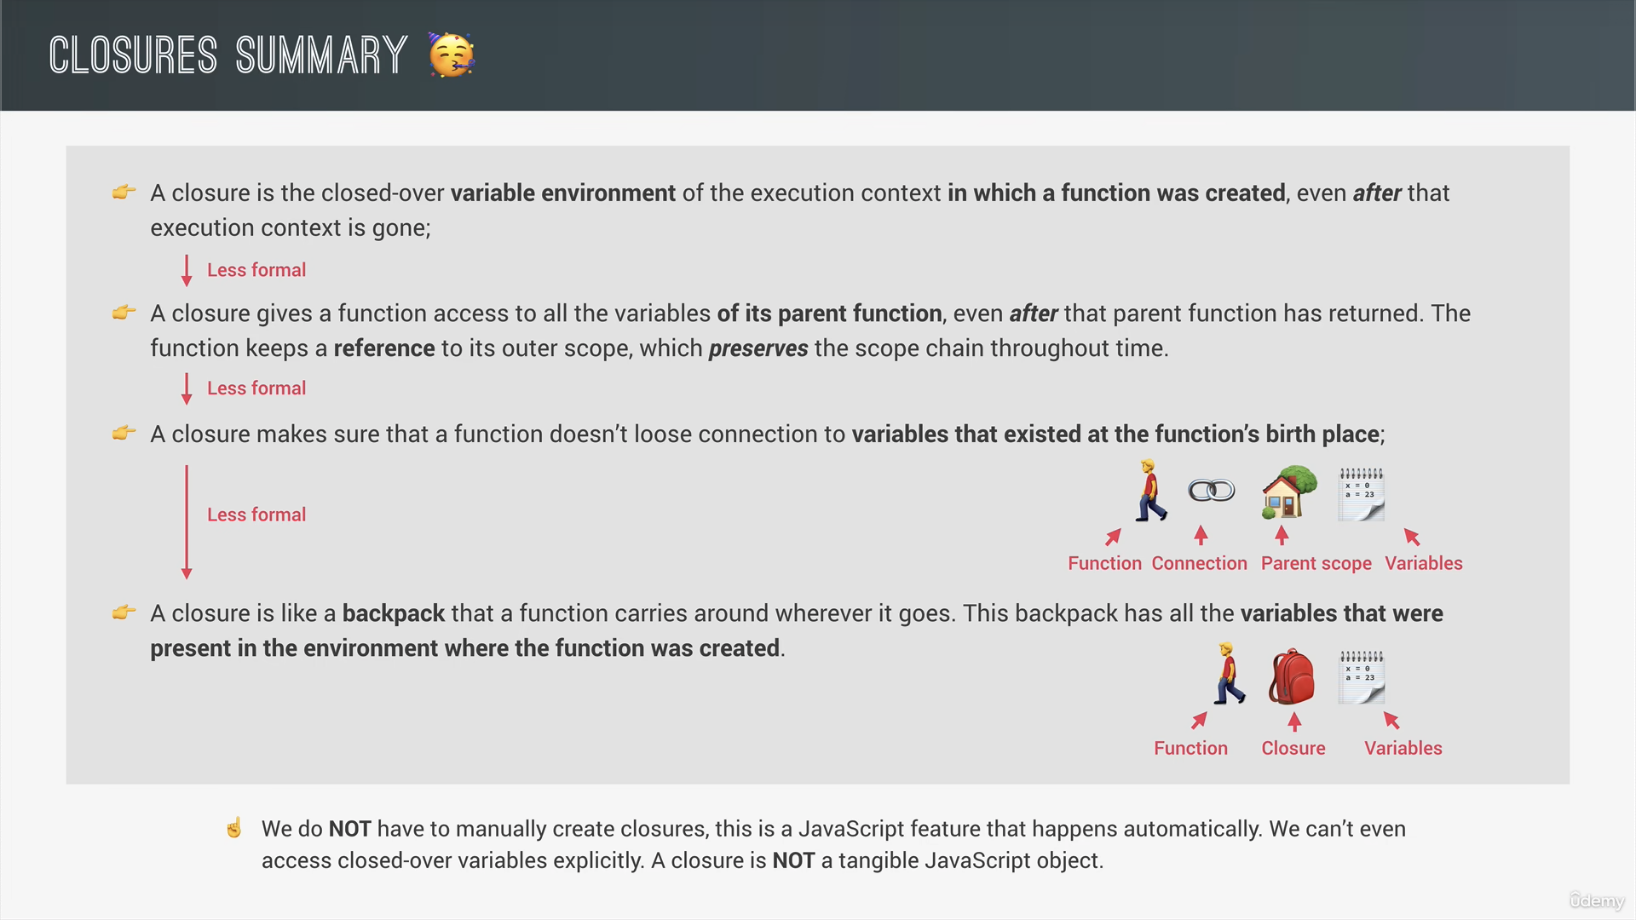 CLOSURES SUMMARY
A closure is the closed-over variable environment of the execution context in which a function was created, even after that
execution context is gone;
Less formal
A closure gives a function access to all the variables of its parent function, even after that parent function has returned. The
function keeps a reference to its outer scope, which preserves the scope chain throughout time.
Less formal
A closure makes sure that a function doesn’t loose connection to variables that existed at the function’s birth place;
x = 0
a = 23
Less formal
Function Connection Parent scope Variables
A closure is like a backpack that a function carries around wherever it goes. This backpack has all the variables that were
present in the environment where the function was created.
x = 0
a = 23
Function Closure Variables
We do NOT have to manually create closures, this is a JavaScript feature that happens automatically. We can’t even
access closed-over variables explicitly. A closure is NOT a tangible JavaScript object.
ûdemy